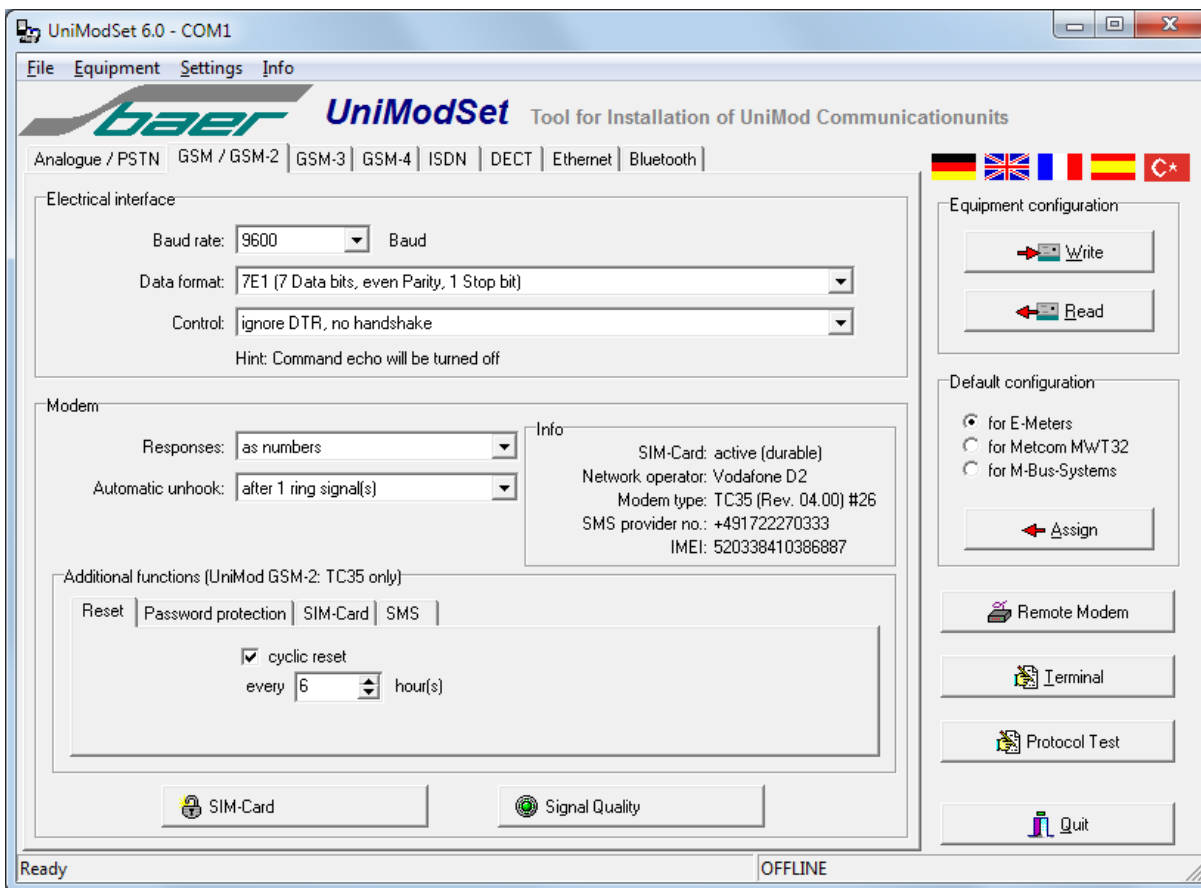 UniModSet 6.0 - COM1
File Equipment Settings Info
baer UniModSet Tool for Installation of UniMod Communicationunits
Analogue / PSTN GSM / GSM-2 GSM-3 GSM-4 ISDN DECT Ethernet Bluetooth
Electrical interface
Baud rate: 9600 Baud
Data format: 7E1 (7 Data bits, even Parity, 1 Stop bit)
Control: ignore DTR, no handshake
Hint: Command echo will be turned off
Modem
Responses: as numbers
Automatic unhook: after 1 ring signal(s)
Info
SIM-Card: active (durable)
Network operator: Vodafone D2
Modem type: TC35 (Rev. 04.00) #26
SMS provider no.: +491722270333
IMEI: 520338410386887
Additional functions (UniMod GSM-2: TC35 only)
Reset Password protection SIM-Card SMS
cyclic reset
every 6 hour(s)
SIM-Card Signal Quality
Equipment configuration
Write
Read
Default configuration
for E-Meters
for Metcom MWT32
for M-Bus-Systems
Assign
Remote Modem
Terminal
Protocol Test
Quit
Ready OFFLINE